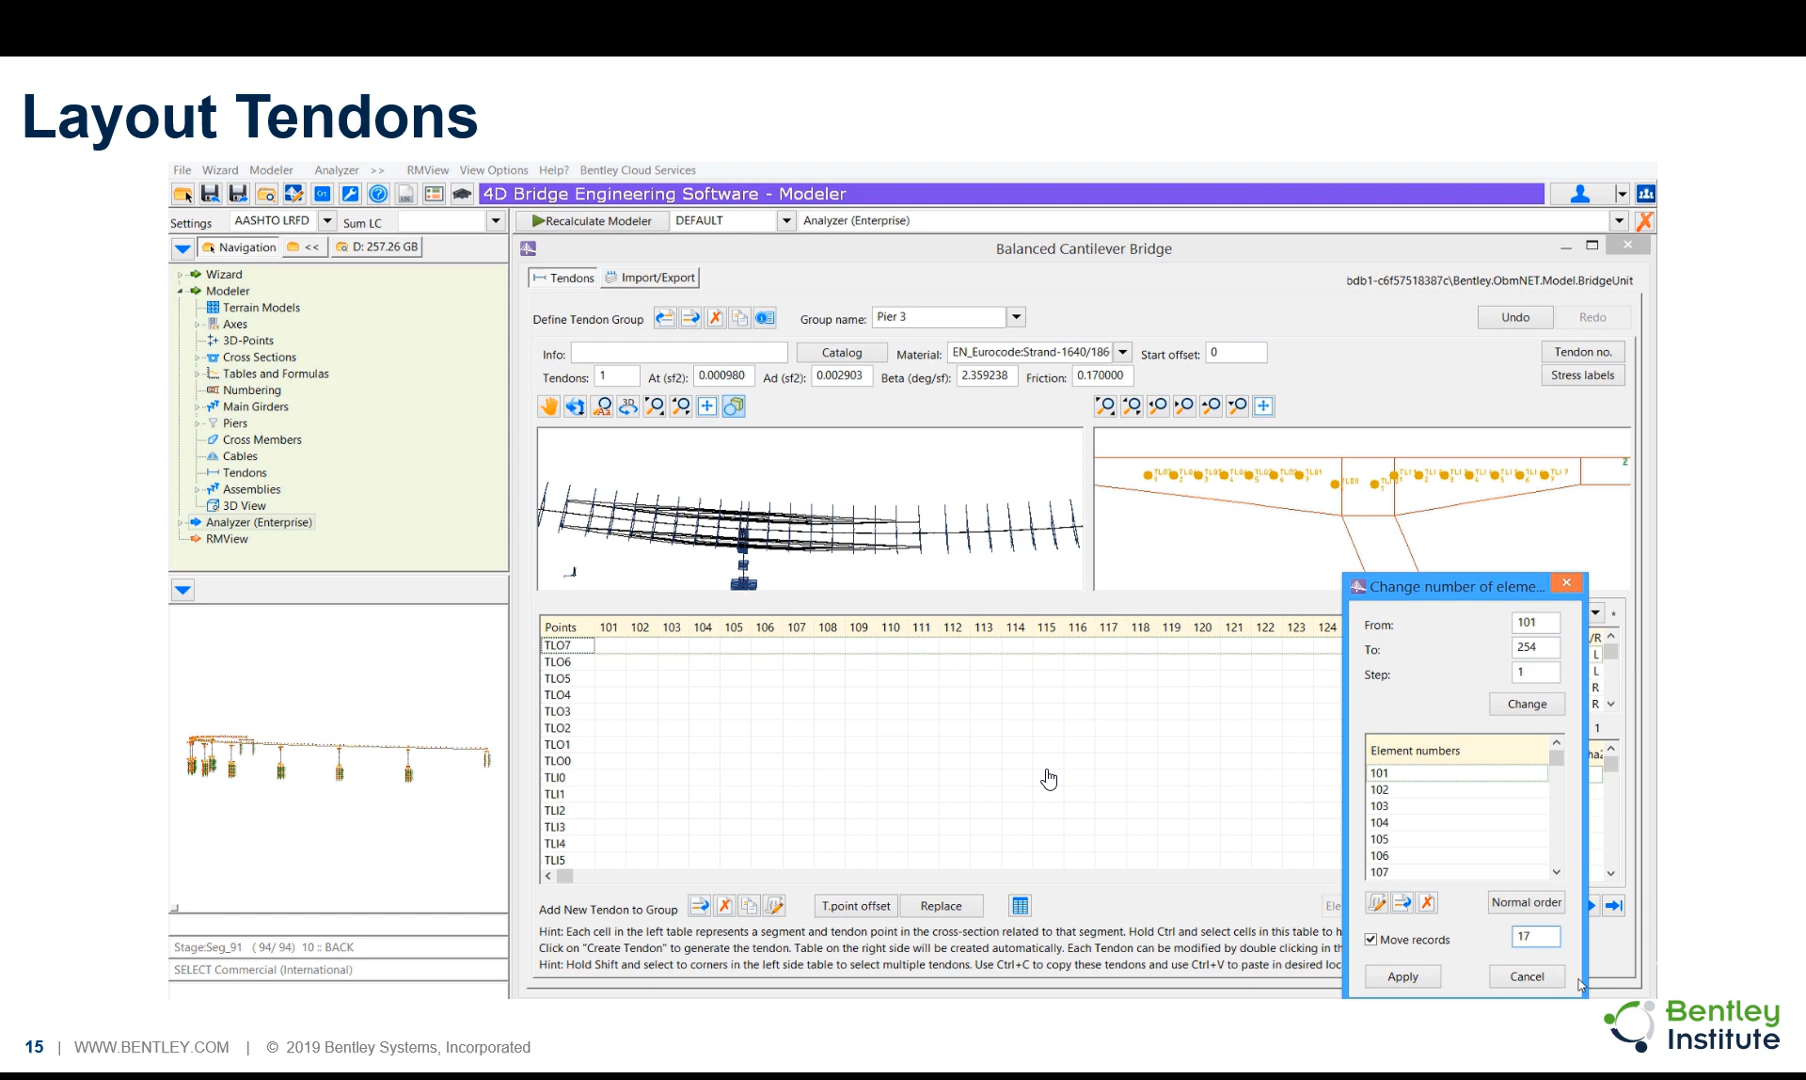 Layout Tendons
File Wizard Modeler Analyzer >> RMView View Options Help? Bentley Cloud Services
4D Bridge Engineering Software - Modeler
Settings AASHTO LRFD Sum LC Recalculate Modeler DEFAULT Analyzer (Enterprise)
Navigation << D: 257.26 GB
Balanced Cantilever Bridge
Wizard
Modeler
Terrain Models
Axes
3D-Points
Cross Sections
Tables and Formulas
Numbering
Main Girders
Piers
Cross Members
Cables
Tendons
Assemblies
3D View
Analyzer (Enterprise)
RMView
Tendons Import/Export
bdb1-c6f57518387c\Bentley.ObmNET.Model.BridgeUnit
Define Tendon Group Group name: Pier 3 Undo Redo
Info: Catalog Material: EN_Eurocode:Strand-1640/186 Start offset: 0 Tendon no.
Tendons: 1 At (sf2): 0.000980 Ad (sf2): 0.002903 Beta (deg/sf): 2.359238 Friction: 0.170000 Stress labels
Points 101 102 103 104 105 106 107 108 109 110 111 112 113 114 115 116 117 118 119 120 121 122 123 124
TLO7
TLO6
TLO5
TLO4
TLO3
TLO2
TLO1
TLO0
TLI0
TLI1
TLI2
TLI3
TLI4
TLI5
Change number of eleme...
From: 101
To: 254
Step: 1
Change
Element numbers
101
102
103
104
105
106
107
Normal order
Move records 17
Apply Cancel
/R
L
L
R
R
1
Add New Tendon to Group T.point offset Replace Ele
Hint: Each cell in the left table represents a segment and tendon point in the cross-section related to that segment. Hold Ctrl and select cells in this table to h
Click on "Create Tendon" to generate the tendon. Table on the right side will be created automatically. Each Tendon can be modified by double clicking in th
Hint: Hold Shift and select to corners in the left side table to select multiple tendons. Use Ctrl+C to copy these tendons and use Ctrl+V to paste in desired loc
Stage:Seg_91 ( 94/ 94) 10 :: BACK
SELECT Commercial (International)
15 | WWW.BENTLEY.COM | © 2019 Bentley Systems, Incorporated
Bentley
Institute